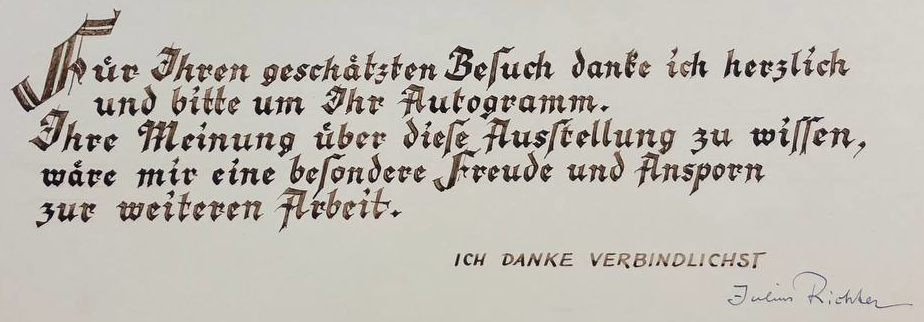 Für Ihren geschätzten Beſuch danke ich herzlich
und bitte um Ihr Autogramm.
Ihre Meinung über dieſe Ausſtellung zu wiſſen,
wäre mir eine beſondere Freude und Ansporn
zur weiteren Arbeit.
ICH DANKE VERBINDLICHST
Julius Richter